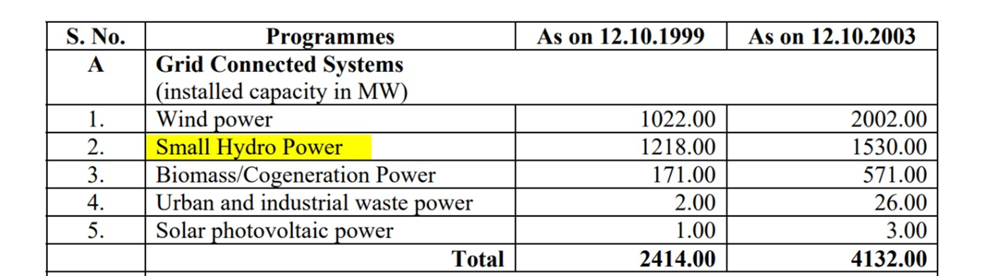 S. No. Programmes As on 12.10.1999 As on 12.10.2003
A Grid Connected Systems
(installed capacity in MW)
1. Wind power 1022.00 2002.00
2. Small Hydro Power 1218.00 1530.00
3. Biomass/Cogeneration Power 171.00 571.00
4. Urban and industrial waste power 2.00 26.00
5. Solar photovoltaic power 1.00 3.00
Total 2414.00 4132.00